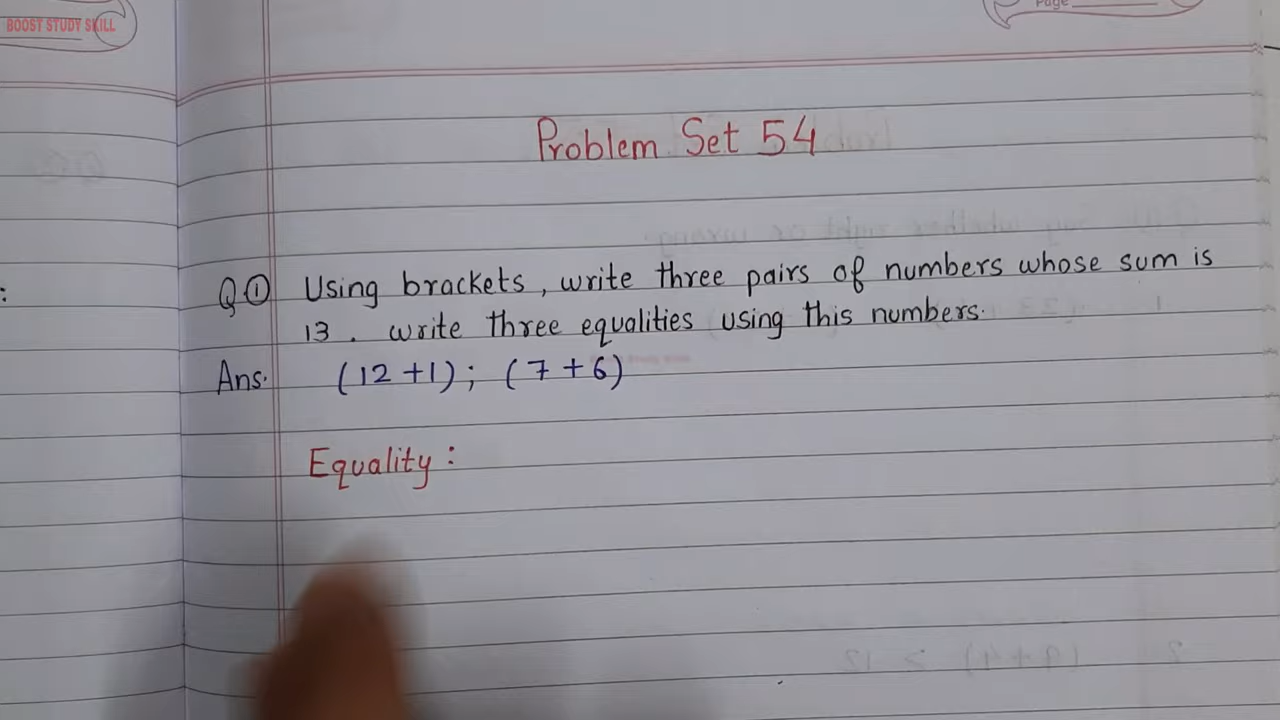 BOOST STUDY SKILL
Page
Problem Set 54
Q① Using brackets, write three pairs of numbers whose sum is
13. write three equalities using this numbers.
Ans. (12+1); (7+6)
Equality: